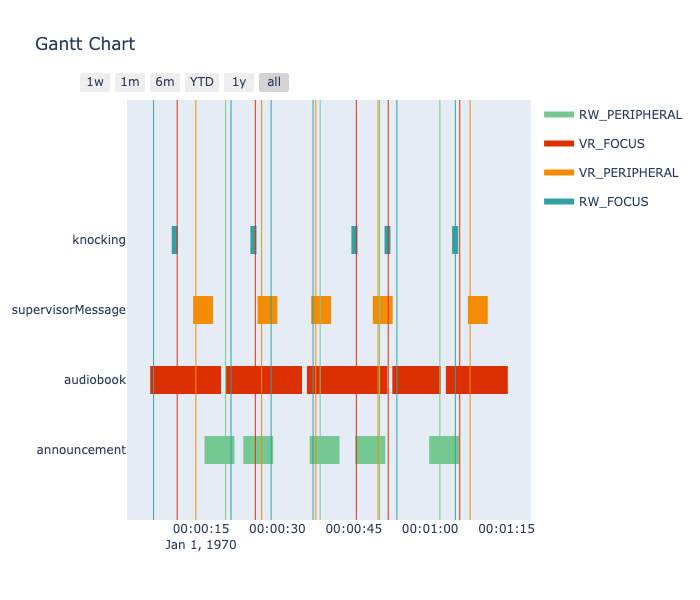 Gantt Chart
1w 1m 6m YTD 1y all
RW_PERIPHERAL
VR_FOCUS
VR_PERIPHERAL
RW_FOCUS
knocking
supervisorMessage
audiobook
announcement
00:00:15 00:00:30 00:00:45 00:01:00 00:01:15
Jan 1, 1970